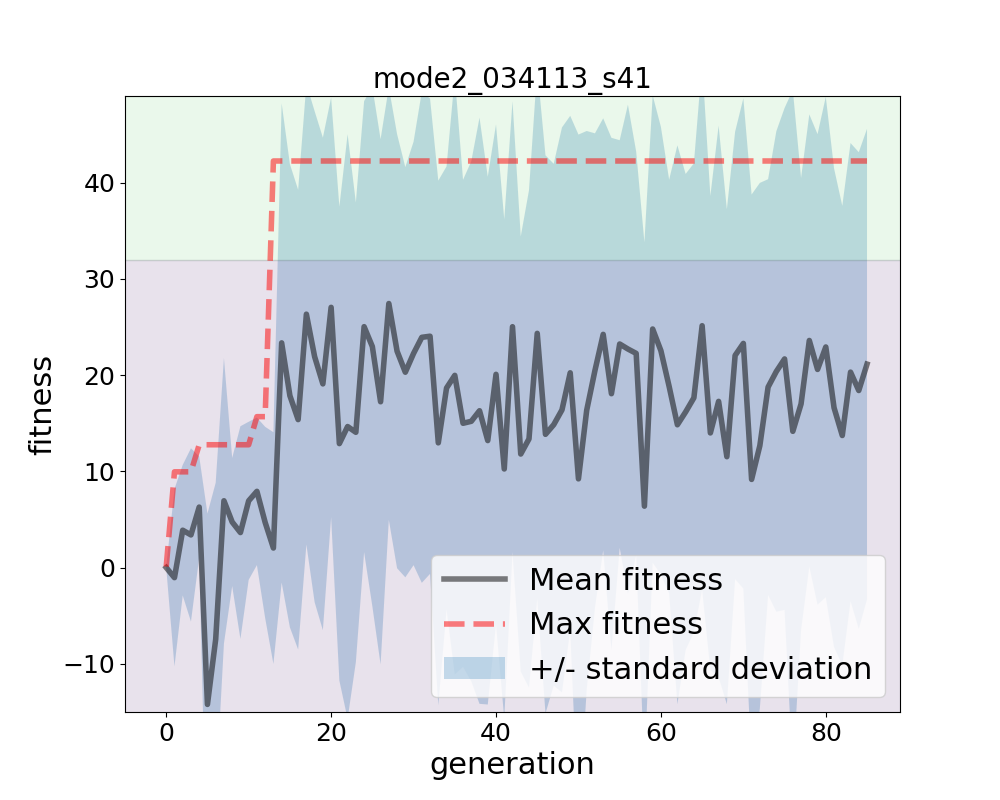 mode2_034113_s41
fitness
40
30
20
10
0
−10
Mean fitness
Max fitness
+/- standard deviation
0 20 40 60 80
generation